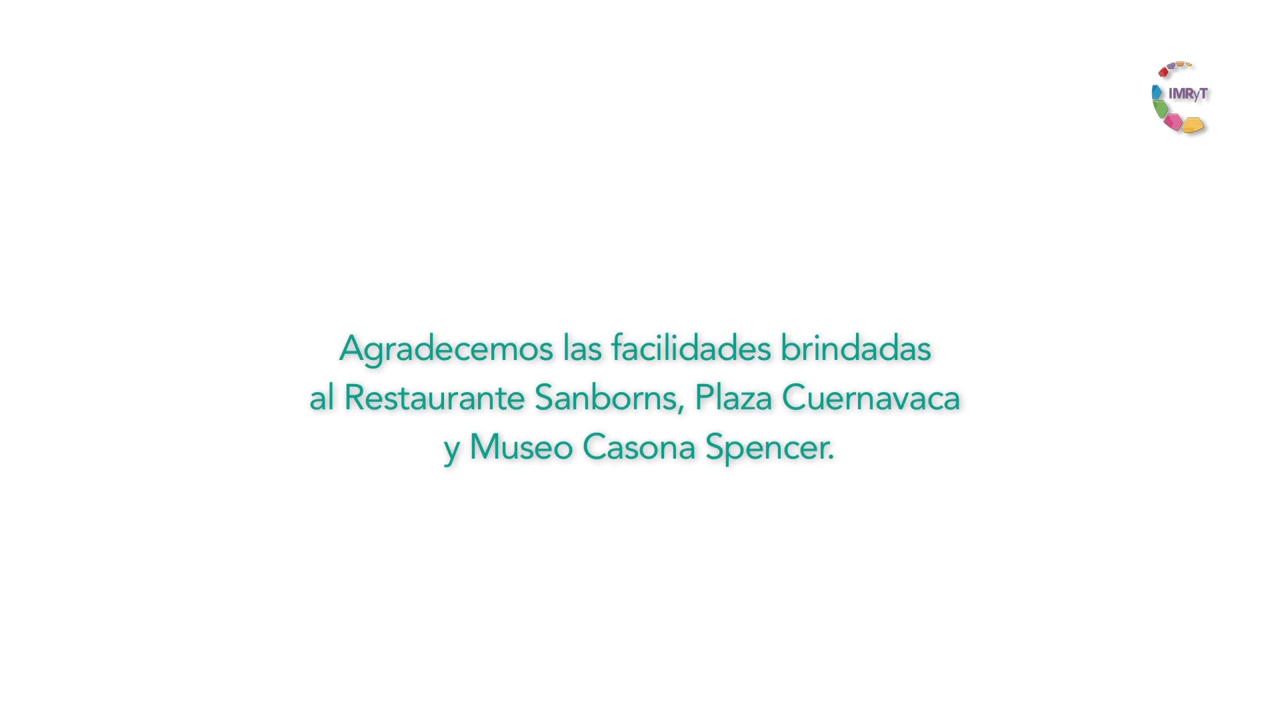 IMRyT
Agradecemos las facilidades brindadas
al Restaurante Sanborns, Plaza Cuernavaca
y Museo Casona Spencer.